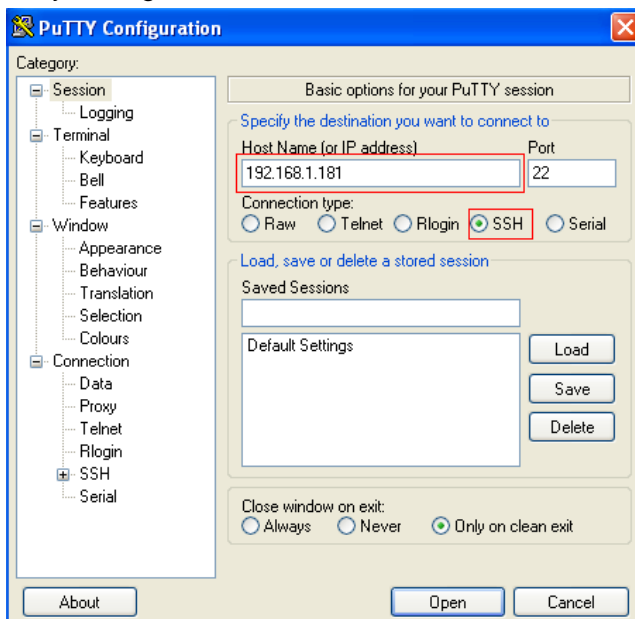 PuTTY Configuration
Category:
Session
Logging
Terminal
Keyboard
Bell
Features
Window
Appearance
Behaviour
Translation
Selection
Colours
Connection
Data
Proxy
Telnet
Rlogin
SSH
Serial
Basic options for your PuTTY session
Specify the destination you want to connect to
Host Name (or IP address) Port
192.168.1.181 22
Connection type:
Raw Telnet Rlogin SSH Serial
Load, save or delete a stored session
Saved Sessions
Default Settings
Load
Save
Delete
Close window on exit:
Always Never Only on clean exit
About Open Cancel